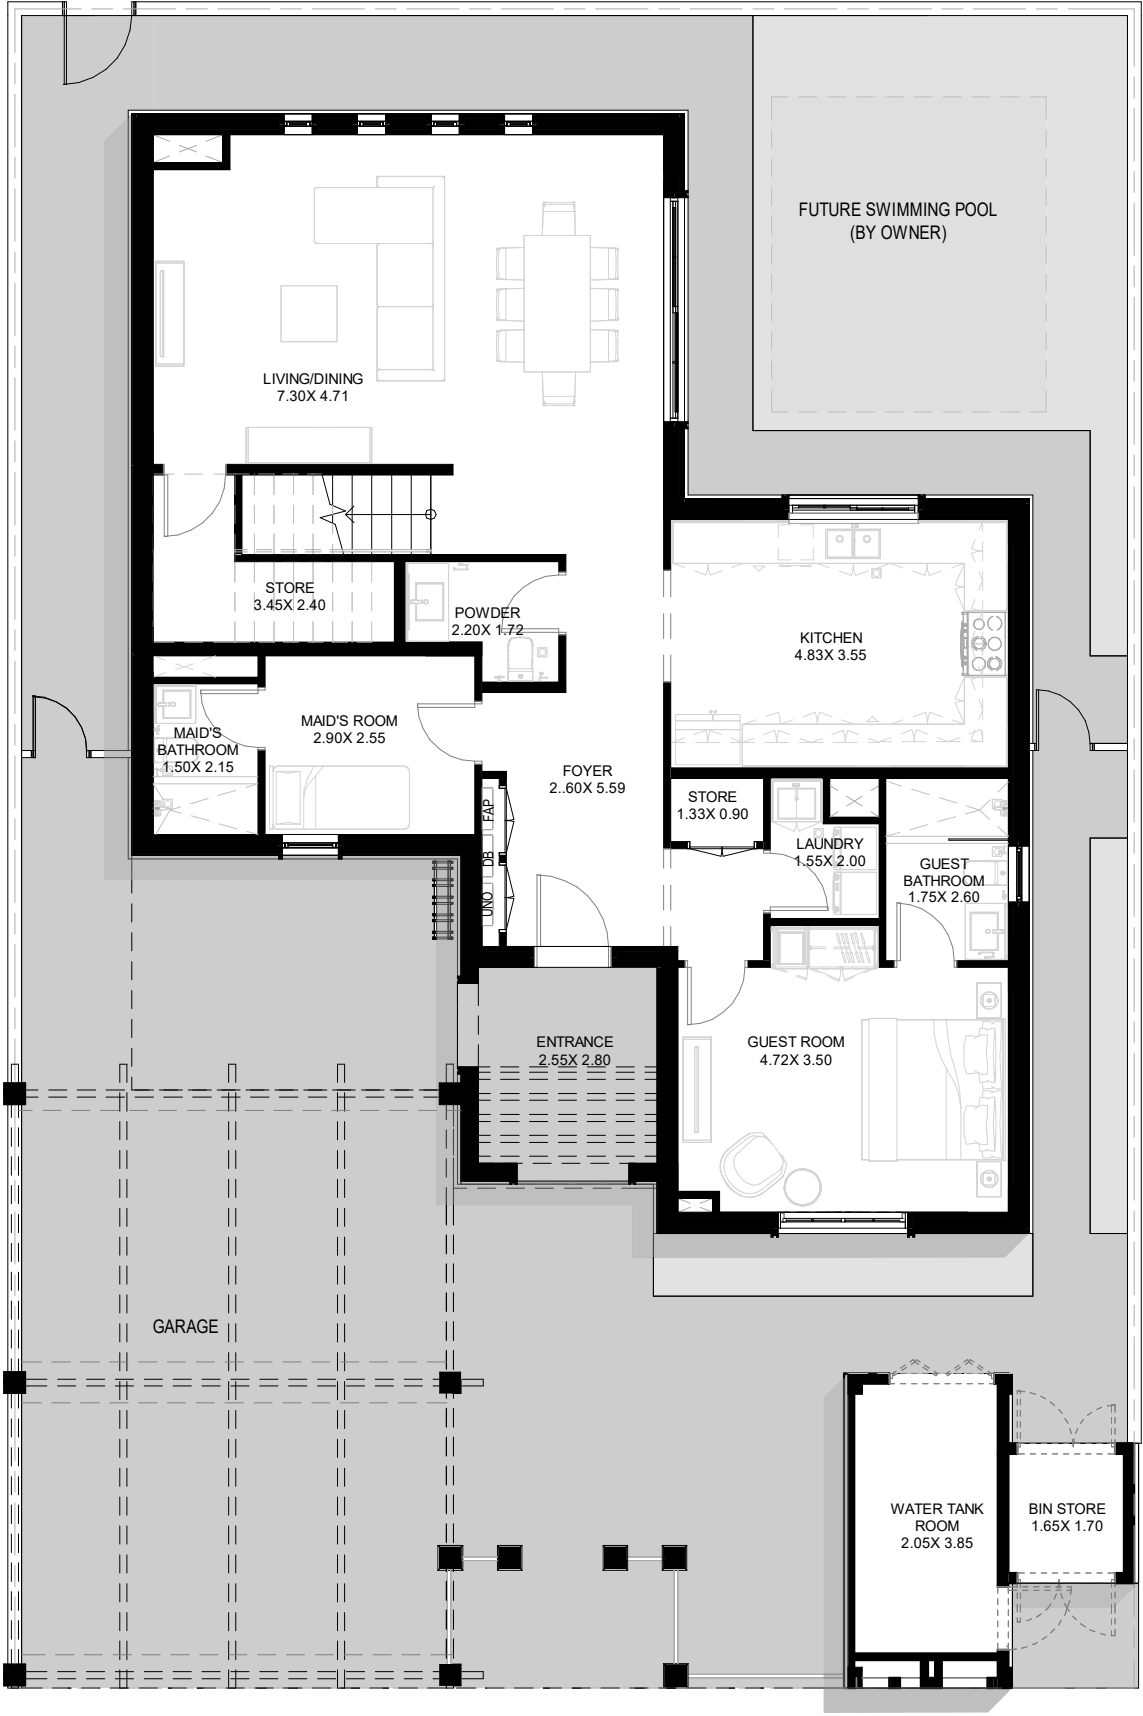 FUTURE SWIMMING POOL
(BY OWNER)
LIVING/DINING
7.30X 4.71
STORE
3.45X 2.40
POWDER
2.20X 1.72
KITCHEN
4.83X 3.55
MAID'S ROOM
2.90X 2.55
MAID'S
BATHROOM
1.50X 2.15
FOYER
2..60X 5.59
FAP
DB
UNO
STORE
1.33X 0.90
LAUNDRY
1.55X 2.00
GUEST
BATHROOM
1.75X 2.60
ENTRANCE
2.55X 2.80
GUEST ROOM
4.72X 3.50
GARAGE
WATER TANK
ROOM
2.05X 3.85
BIN STORE
1.65X 1.70